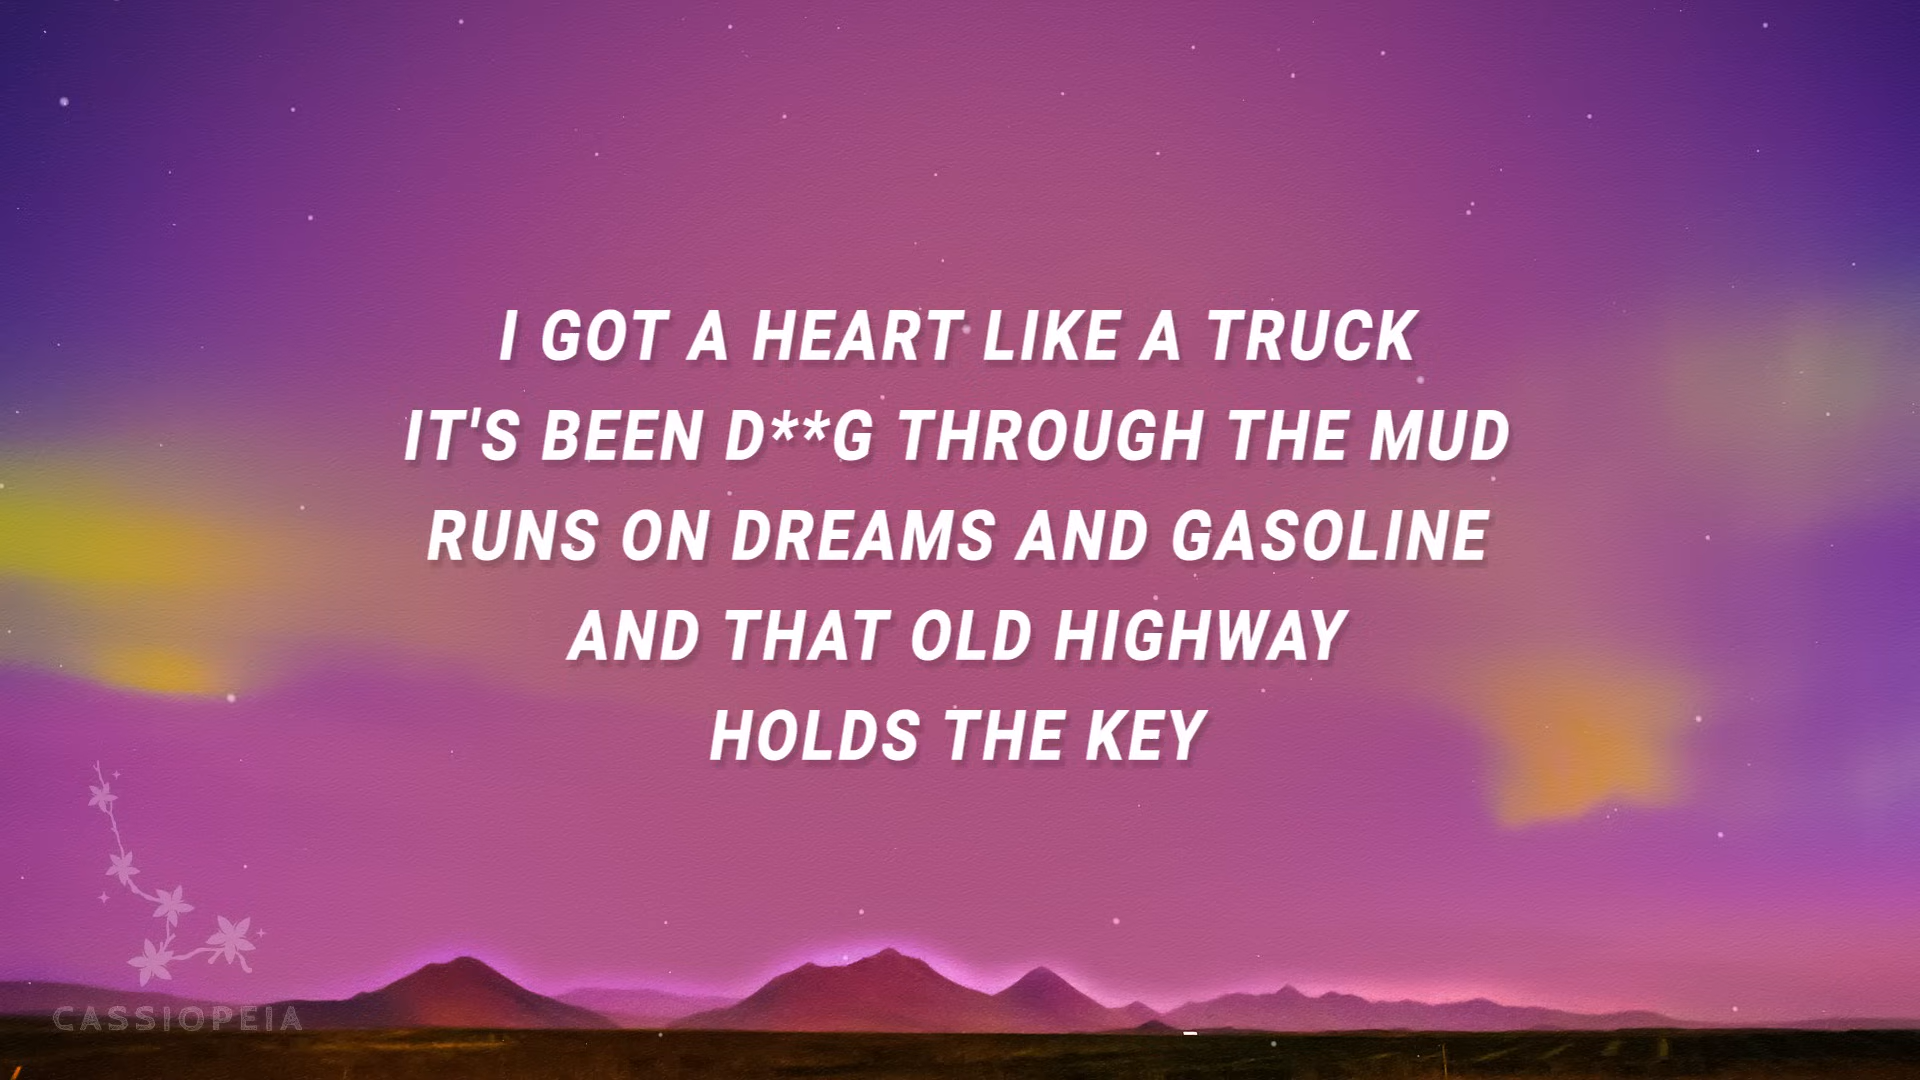 I GOT A HEART LIKE A TRUCK
IT'S BEEN D**G THROUGH THE MUD
RUNS ON DREAMS AND GASOLINE
AND THAT OLD HIGHWAY
HOLDS THE KEY
CASSIOPEIA